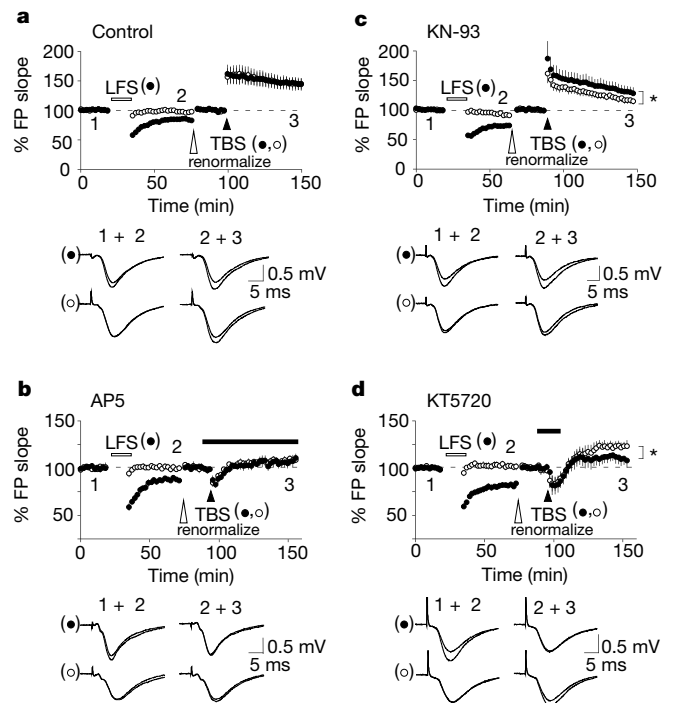 a
Control
200
150
100
50
0
% FP slope
LFS (●)
1
2
3
TBS (●,○)
renormalize
0 50 100 150
Time (min)
1 + 2
2 + 3
(●)
(○)
0.5 mV
5 ms
c
KN-93
200
150
100
50
0
% FP slope
LFS (●)
1
2
3
*
TBS (●,○)
renormalize
0 50 100 150
Time (min)
1 + 2
2 + 3
(●)
(○)
0.5 mV
5 ms
b
AP5
150
100
50
% FP slope
LFS (●)
1
2
3
TBS (●,○)
renormalize
0 50 100 150
Time (min)
1 + 2
2 + 3
(●)
(○)
0.5 mV
5 ms
d
KT5720
150
100
50
% FP slope
LFS (●)
1
2
3
*
TBS (●,○)
renormalize
0 50 100 150
Time (min)
1 + 2
2 + 3
(●)
(○)
0.5 mV
5 ms